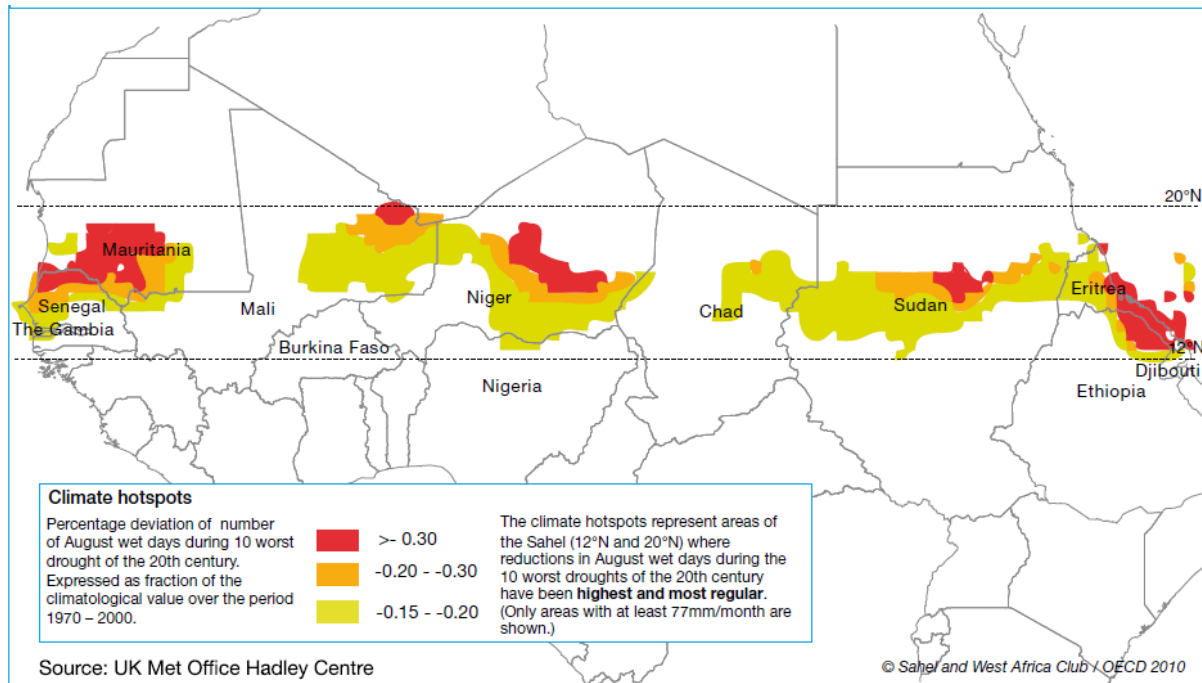 20°N
Mauritania
Senegal
Mali
Niger
Chad
Sudan
Eritrea
The Gambia
Burkina Faso
12°N
Djibouti
Nigeria
Ethiopia
Climate hotspots
Percentage deviation of number
of August wet days during 10 worst
drought of the 20th century.
Expressed as fraction of the
climatological value over the period
1970 – 2000.
>- 0.30
-0.20 - -0.30
-0.15 - -0.20
The climate hotspots represent areas of
the Sahel (12°N and 20°N) where
reductions in August wet days during the
10 worst droughts of the 20th century
have been highest and most regular.
(Only areas with at least 77mm/month are
shown.)
Source: UK Met Office Hadley Centre
© Sahel and West Africa Club / OECD 2010